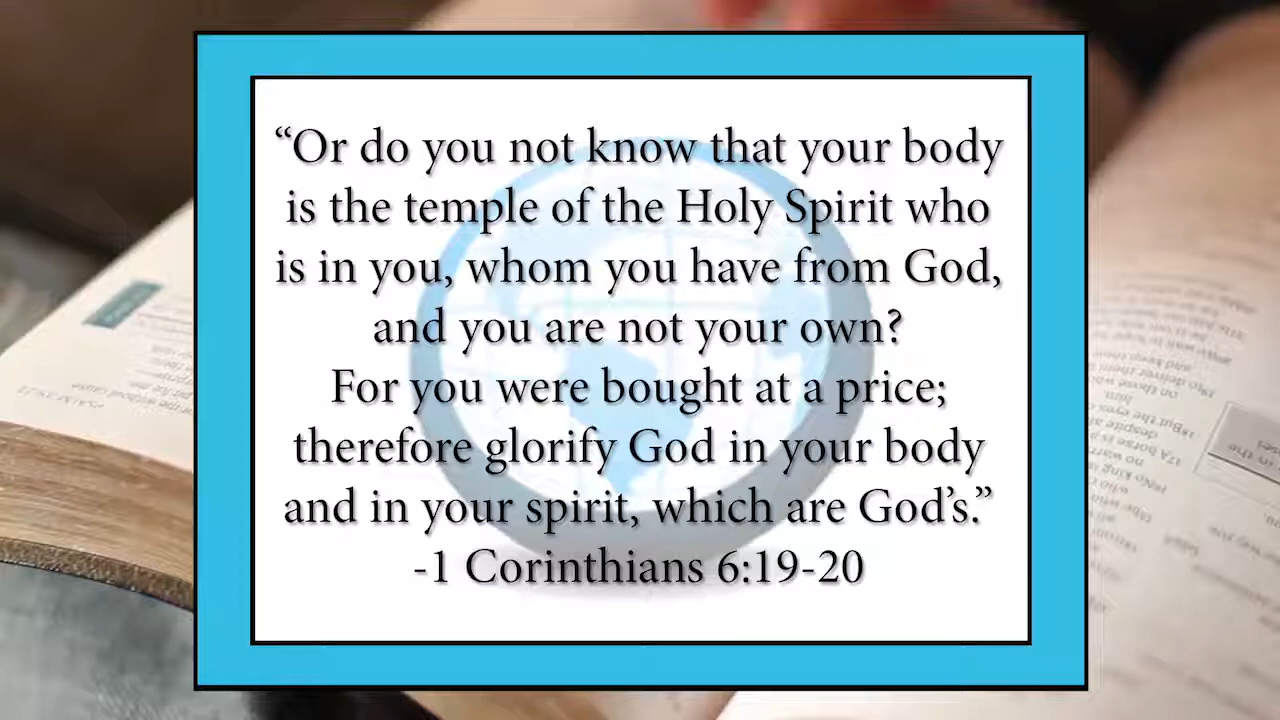 “Or do you not know that your body
is the temple of the Holy Spirit who
is in you, whom you have from God,
and you are not your own?
For you were bought at a price;
therefore glorify God in your body
and in your spirit, which are God’s.”
-1 Corinthians 6:19-20